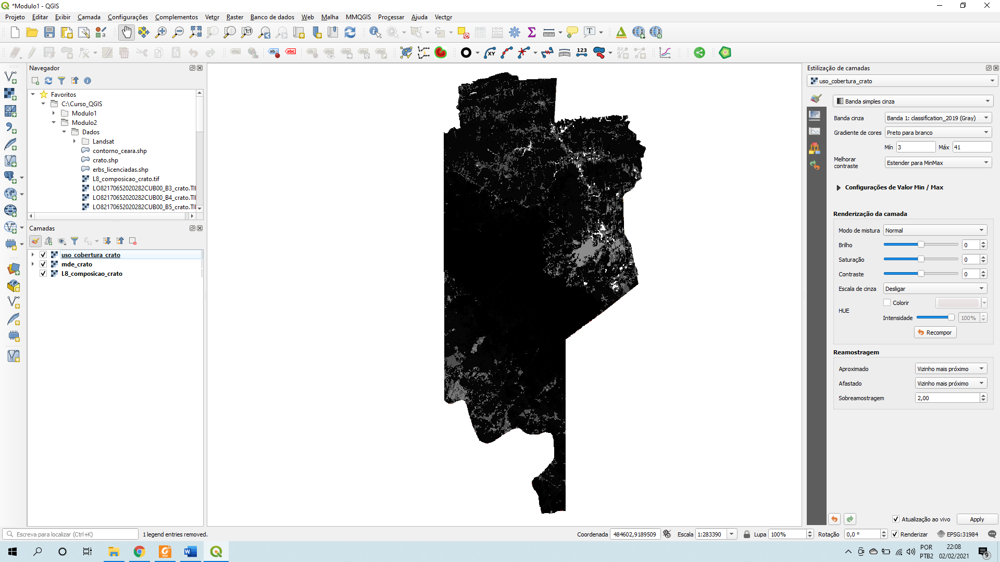 *Modulo1 - QGIS
Projeto Editar Exibir Camada Configurações Complementos Vetor Raster Banco de dados Web Malha MMQGIS Processar Ajuda Vector
Navegador
Favoritos
C:\Curso_QGIS
Modulo1
Modulo2
Dados
Landsat
contorno_ceara.shp
crato.shp
erbs_licenciadas.shp
L8_composicao_crato.tif
LO82170652020282CUB00_B3_crato.TI
LO82170652020282CUB00_B4_crato.TI
LO82170652020282CUB00_B5_crato.TI
Camadas
uso_cobertura_crato
mde_crato
L8_composicao_crato
Estilização de camadas
uso_cobertura_crato
Banda simples cinza
Banda cinza Banda 1: classification_2019 (Gray)
Gradiente de cores Preto para branco
Mín 3 Máx 41
Melhorar contraste Estender para MinMax
Configurações de Valor Min / Max
Renderização da camada
Modo de mistura Normal
Brilho 0
Saturação 0
Contraste 0
Escala de cinza Desligar
HUE Colorir
Intensidade 100%
Recompor
Reamostragem
Aproximado Vizinho mais próximo
Afastado Vizinho mais próximo
Sobreamostragem 2,00
Atualização ao vivo Apply
Escreva para localizar (Ctrl+K) 1 legend entries removed. Coordenada 484602,9189509 Escala 1:283390 Lupa 100% Rotação 0,0 ° Renderizar EPSG:31984
POR 22:08
PTB2 02/02/2021 9